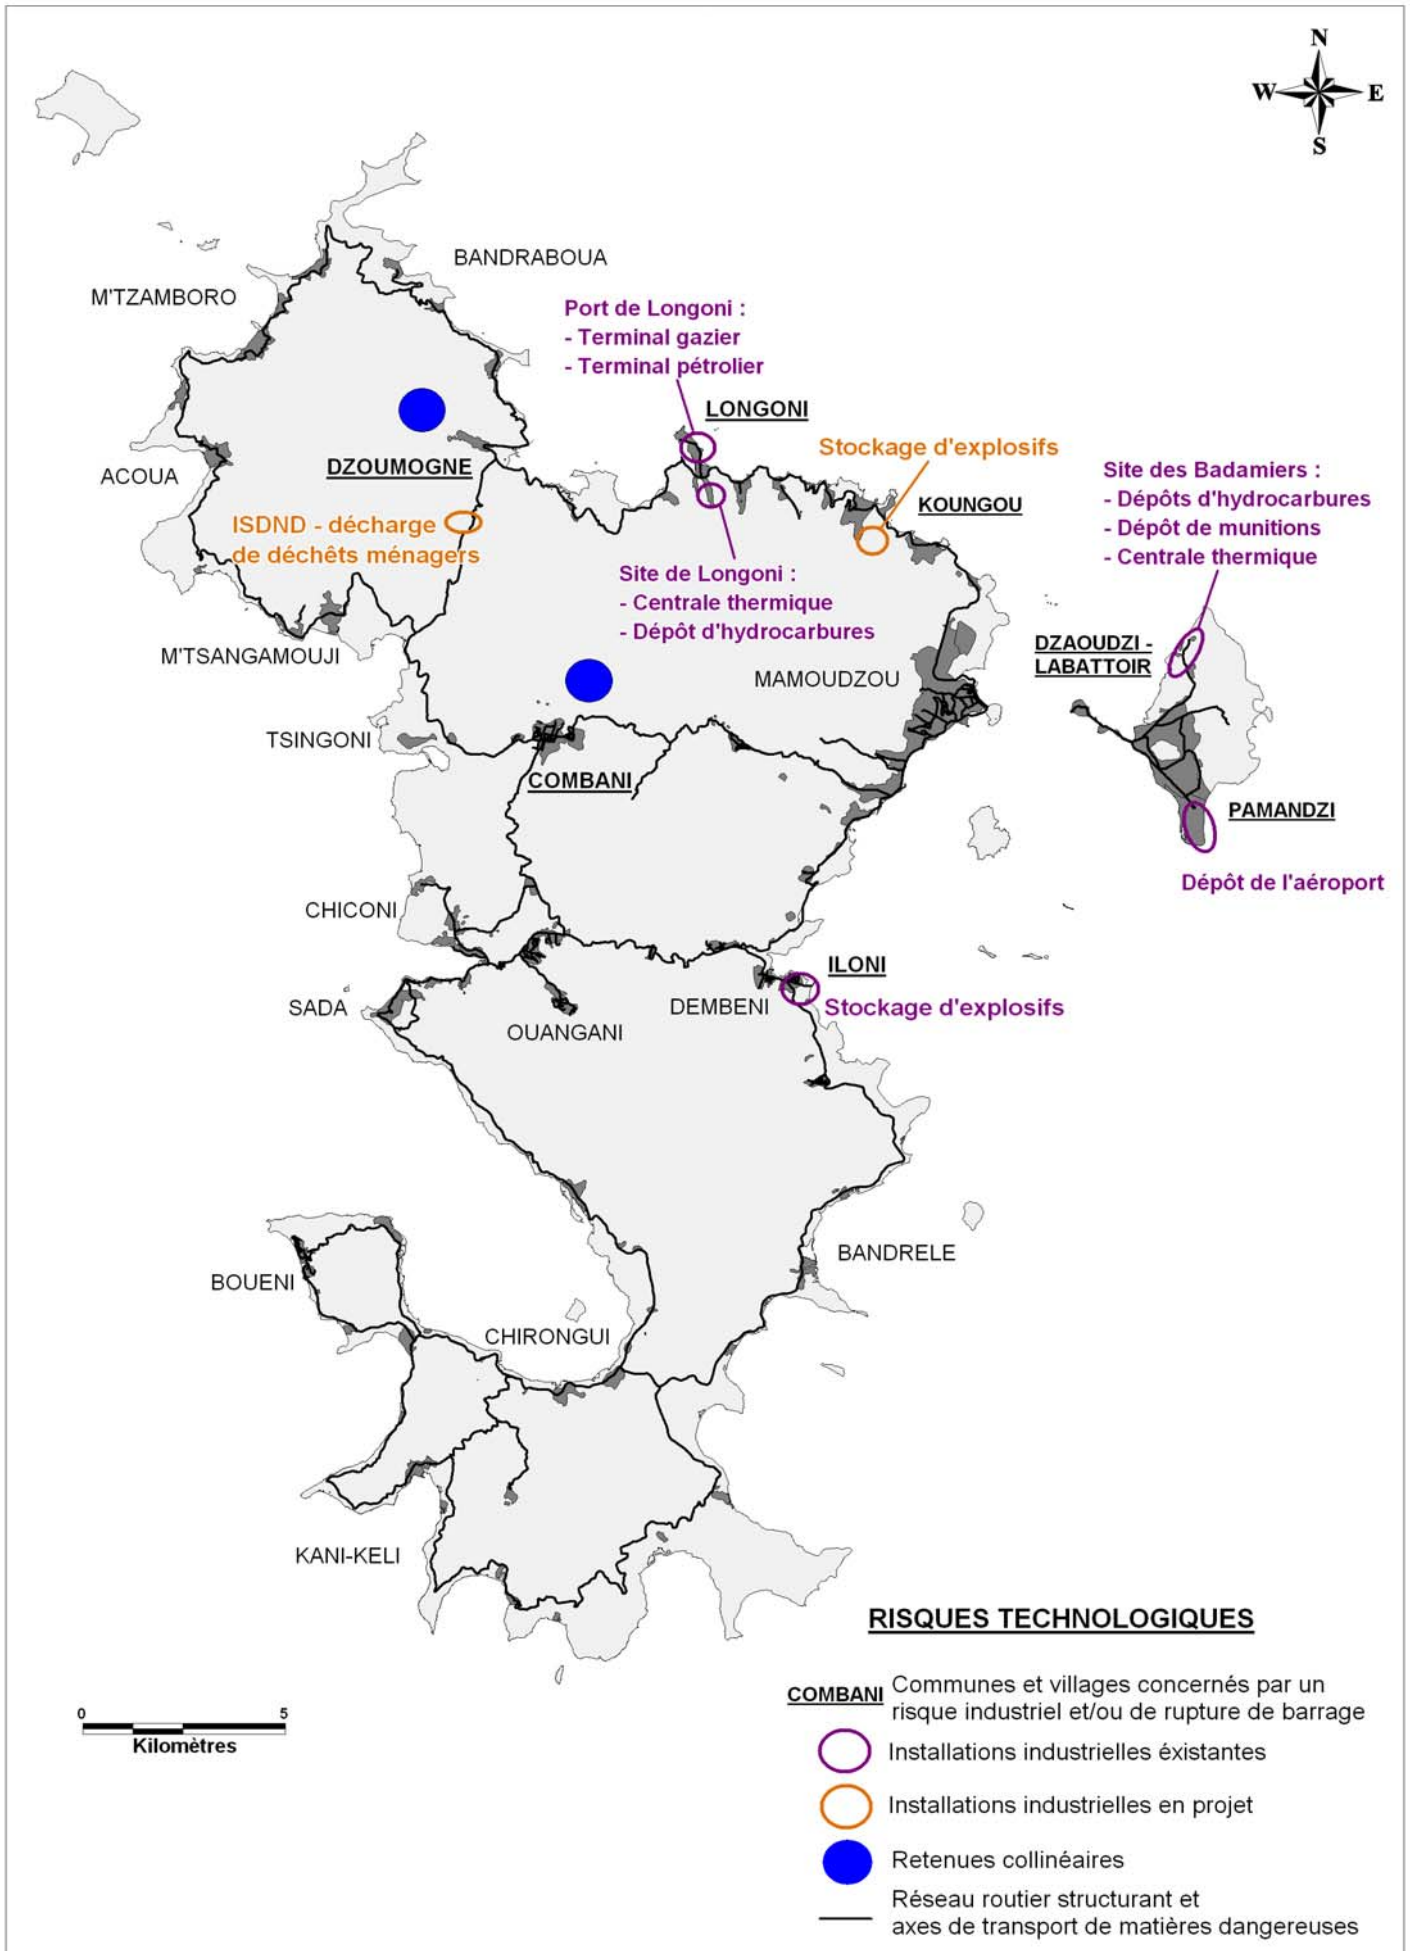 N
W E
S
BANDRABOUA
M'TZAMBORO
Port de Longoni :
- Terminal gazier
- Terminal pétrolier
LONGONI
Stockage d'explosifs
ACOUA
DZOUMOGNE
Site des Badamiers :
- Dépôts d'hydrocarbures
- Dépôt de munitions
- Centrale thermique
KOUNGOU
ISDND - décharge
de déchêts ménagers
Site de Longoni :
- Centrale thermique
- Dépôt d'hydrocarbures
M'TSANGAMOUJI
DZAOUDZI -
LABATTOIR
MAMOUDZOU
TSINGONI
COMBANI
PAMANDZI
Dépôt de l'aéroport
CHICONI
ILONI
SADA
DEMBENI
Stockage d'explosifs
OUANGANI
BANDRELE
BOUENI
CHIRONGUI
KANI-KELI
RISQUES TECHNOLOGIQUES
COMBANI Communes et villages concernés par un
risque industriel et/ou de rupture de barrage
Installations industrielles éxistantes
Installations industrielles en projet
Retenues collinéaires
Réseau routier structurant et
axes de transport de matières dangereuses
0 5
Kilomètres